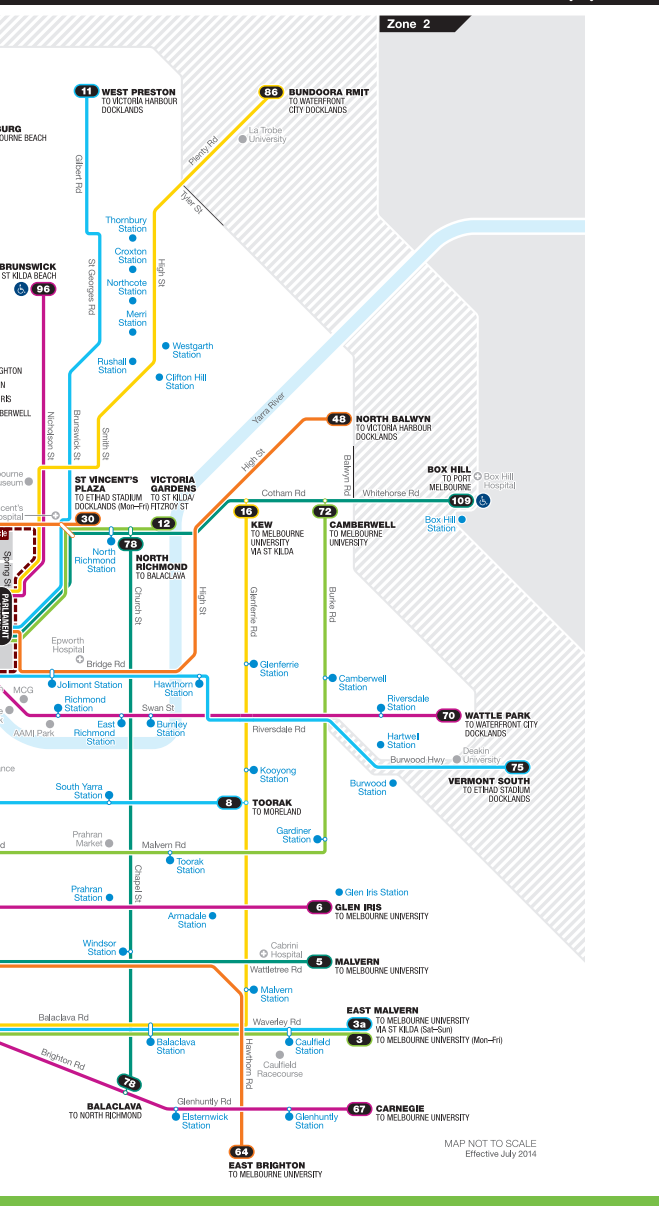 Zone 2
11 WEST PRESTON
TO VICTORIA HARBOUR
DOCKLANDS
86 BUNDOORA RMIT
TO WATERFRONT
CITY DOCKLANDS
La Trobe
University
Plenty Rd
Tyler St
URG
OURNE BEACH
Gilbert Rd
Thornbury
Station
Croxton
Station
Northcote
Station
Merri
Station
Rushall
Station
Westgarth
Station
Clifton Hill
Station
St Georges Rd
High St
BRUNSWICK
ST KILDA BEACH
96
GHTON
N
RIS
BERWELL
Nicholson St
Brunswick St
Smith St
Yarra River
48 NORTH BALWYN
TO VICTORIA HARBOUR
DOCKLANDS
High St
Balwyn Rd
ourne
useum
cent's
ospital
ST VINCENT'S
PLAZA
TO ETIHAD STADIUM
DOCKLANDS (Mon–Fri)
30
VICTORIA
GARDENS
TO ST KILDA/
FITZROY ST
12
Cotham Rd
Whitehorse Rd
BOX HILL
TO PORT
MELBOURNE
109
Box Hill
Hospital
Box Hill
Station
16
KEW
TO MELBOURNE
UNIVERSITY
VIA ST KILDA
72
CAMBERWELL
TO MELBOURNE
UNIVERSITY
North
Richmond
Station
78
NORTH
RICHMOND
TO BALACLAVA
Spring St
PARLIAMENT
Church St
High St
Glenferrie Rd
Burke Rd
Epworth
Hospital
Bridge Rd
Jolimont Station
Hawthorn
Station
Glenferrie
Station
Camberwell
Station
MCG
Richmond
Station
AAMI Park
East
Richmond
Station
Swan St
Burnley
Station
Riversdale
Station
70 WATTLE PARK
TO WATERFRONT CITY
DOCKLANDS
Riversdale Rd
Hartwell
Station
Deakin
University
Burwood Hwy
75
VERMONT SOUTH
TO ETIHAD STADIUM
DOCKLANDS
Burwood
Station
Kooyong
Station
ance
South Yarra
Station
8 TOORAK
TO MORELAND
Prahran
Market
Malvern Rd
Toorak
Station
Gardiner
Station
Chapel St
Prahran
Station
Glen Iris Station
6 GLEN IRIS
TO MELBOURNE UNIVERSITY
Armadale
Station
Windsor
Station
Cabrini
Hospital
Wattletree Rd
5 MALVERN
TO MELBOURNE UNIVERSITY
Malvern
Station
Balaclava Rd
Waverley Rd
EAST MALVERN
3a TO MELBOURNE UNIVERSITY
VIA ST KILDA (Sat–Sun)
3 TO MELBOURNE UNIVERSITY (Mon–Fri)
Balaclava
Station
Caulfield
Station
Caulfield
Racecourse
Hawthorn Rd
Brighton Rd
78
BALACLAVA
TO NORTH RICHMOND
Glenhuntly Rd
Elsternwick
Station
Glenhuntly
Station
67 CARNEGIE
TO MELBOURNE UNIVERSITY
64
EAST BRIGHTON
TO MELBOURNE UNIVERSITY
MAP NOT TO SCALE
Effective July 2014